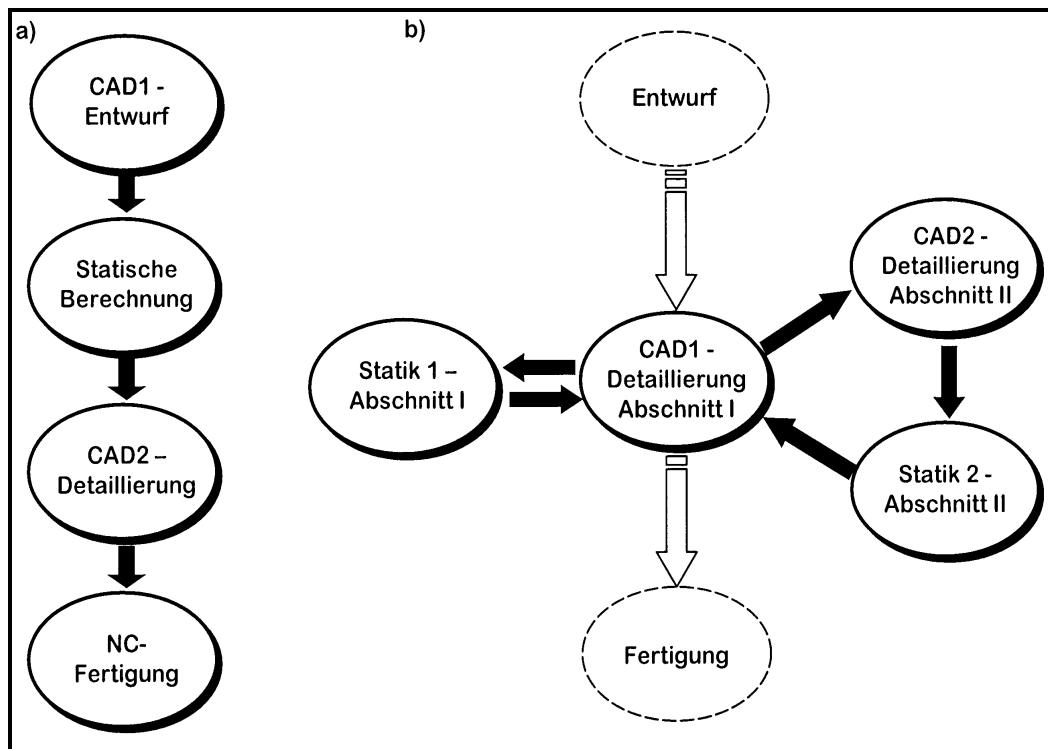 a)
CAD1 -
Entwurf
Statische
Berechnung
CAD2 –
Detaillierung
NC-
Fertigung
b)
Entwurf
CAD2 -
Detaillierung
Abschnitt II
CAD1 -
Detaillierung
Abschnitt I
Statik 1 –
Abschnitt I
Statik 2 -
Abschnitt II
Fertigung